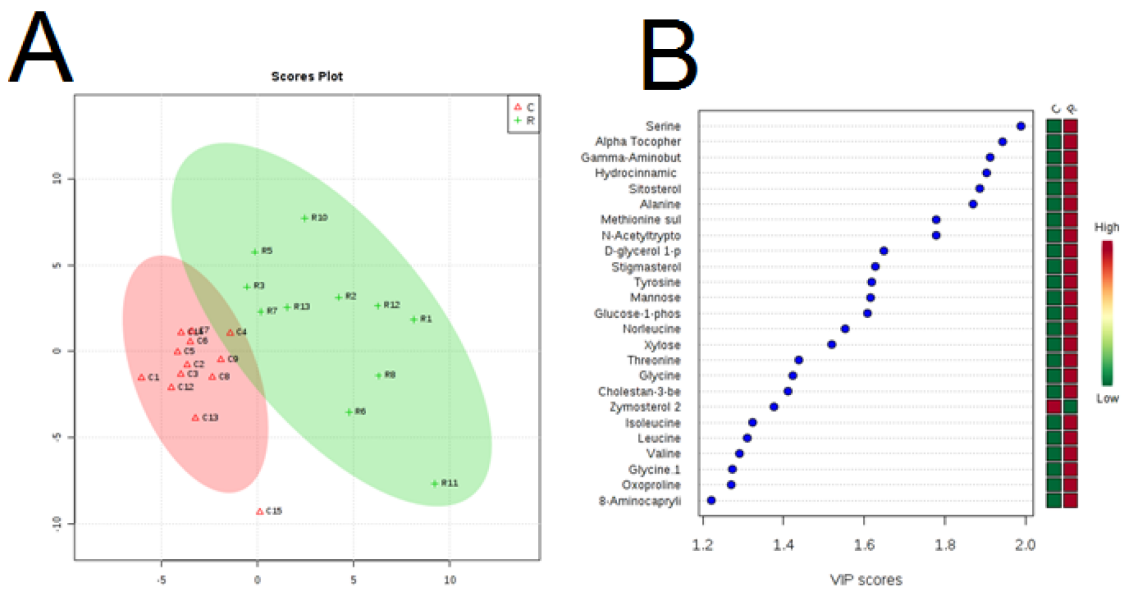 A
B
Scores Plot
C
R
10
5
0
-5
-10
R10
R5
R3
R7
R13
R2
R12
R1
R8
R6
R11
C7
C4
C6
C5
C2
C9
C3
C8
C1
C12
C13
C15
-5
0
5
10
C
R
Serine
Alpha Tocopher
Gamma-Aminobut
Hydrocinnamic
Sitosterol
Alanine
Methionine sul
N-Acetyltrypto
D-glycerol 1-p
Stigmasterol
Tyrosine
Mannose
Glucose-1-phos
Norleucine
Xylose
Threonine
Glycine
Cholestan-3-be
Zymosterol 2
Isoleucine
Leucine
Valine
Glycine.1
Oxoproline
8-Aminocapryli
1.2
1.4
1.6
1.8
2.0
VIP scores
High
Low